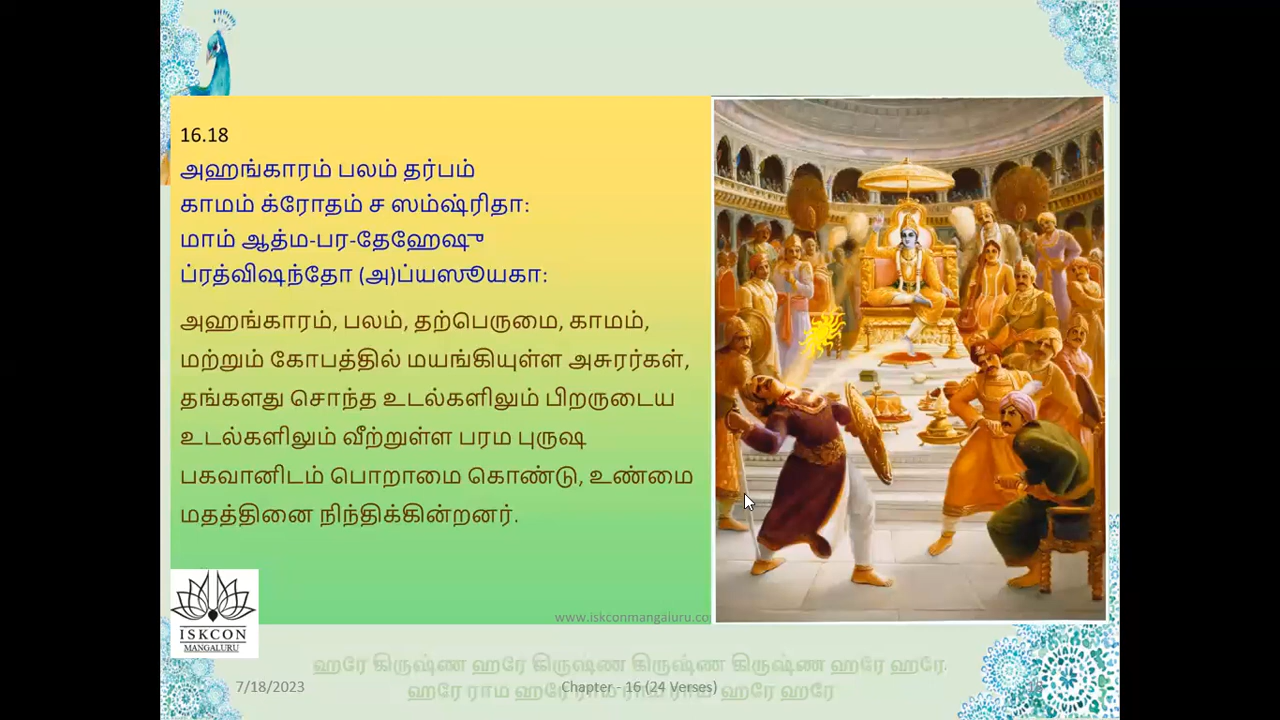 16.18
அஹங்காரம் பலம் தர்பம்
காமம் க்ரோதம் ச ஸம்ஷ்ரிதா:
மாம் ஆத்ம-பர-தேஹேஷு
ப்ரத்விஷந்தோ (அ)ப்யஸூயகா:
அஹங்காரம், பலம், தற்பெருமை, காமம்,
மற்றும் கோபத்தில் மயங்கியுள்ள அசுரர்கள்,
தங்களது சொந்த உடல்களிலும் பிறருடைய
உடல்களிலும் வீற்றுள்ள பரம புருஷ
பகவானிடம் பொறாமை கொண்டு, உண்மை
மதத்தினை நிந்திக்கின்றனர்.
www.iskconmangaluru.co
ISKCON
MANGALURU
ஹரே கிருஷ்ண ஹரே கிருஷ்ண கிருஷ்ண கிருஷ்ண ஹரே ஹரே
ஹரே ராம ஹரே ராம ராம ராம ஹரே ஹரே
7/18/2023
Chapter - 16 (24 Verses)